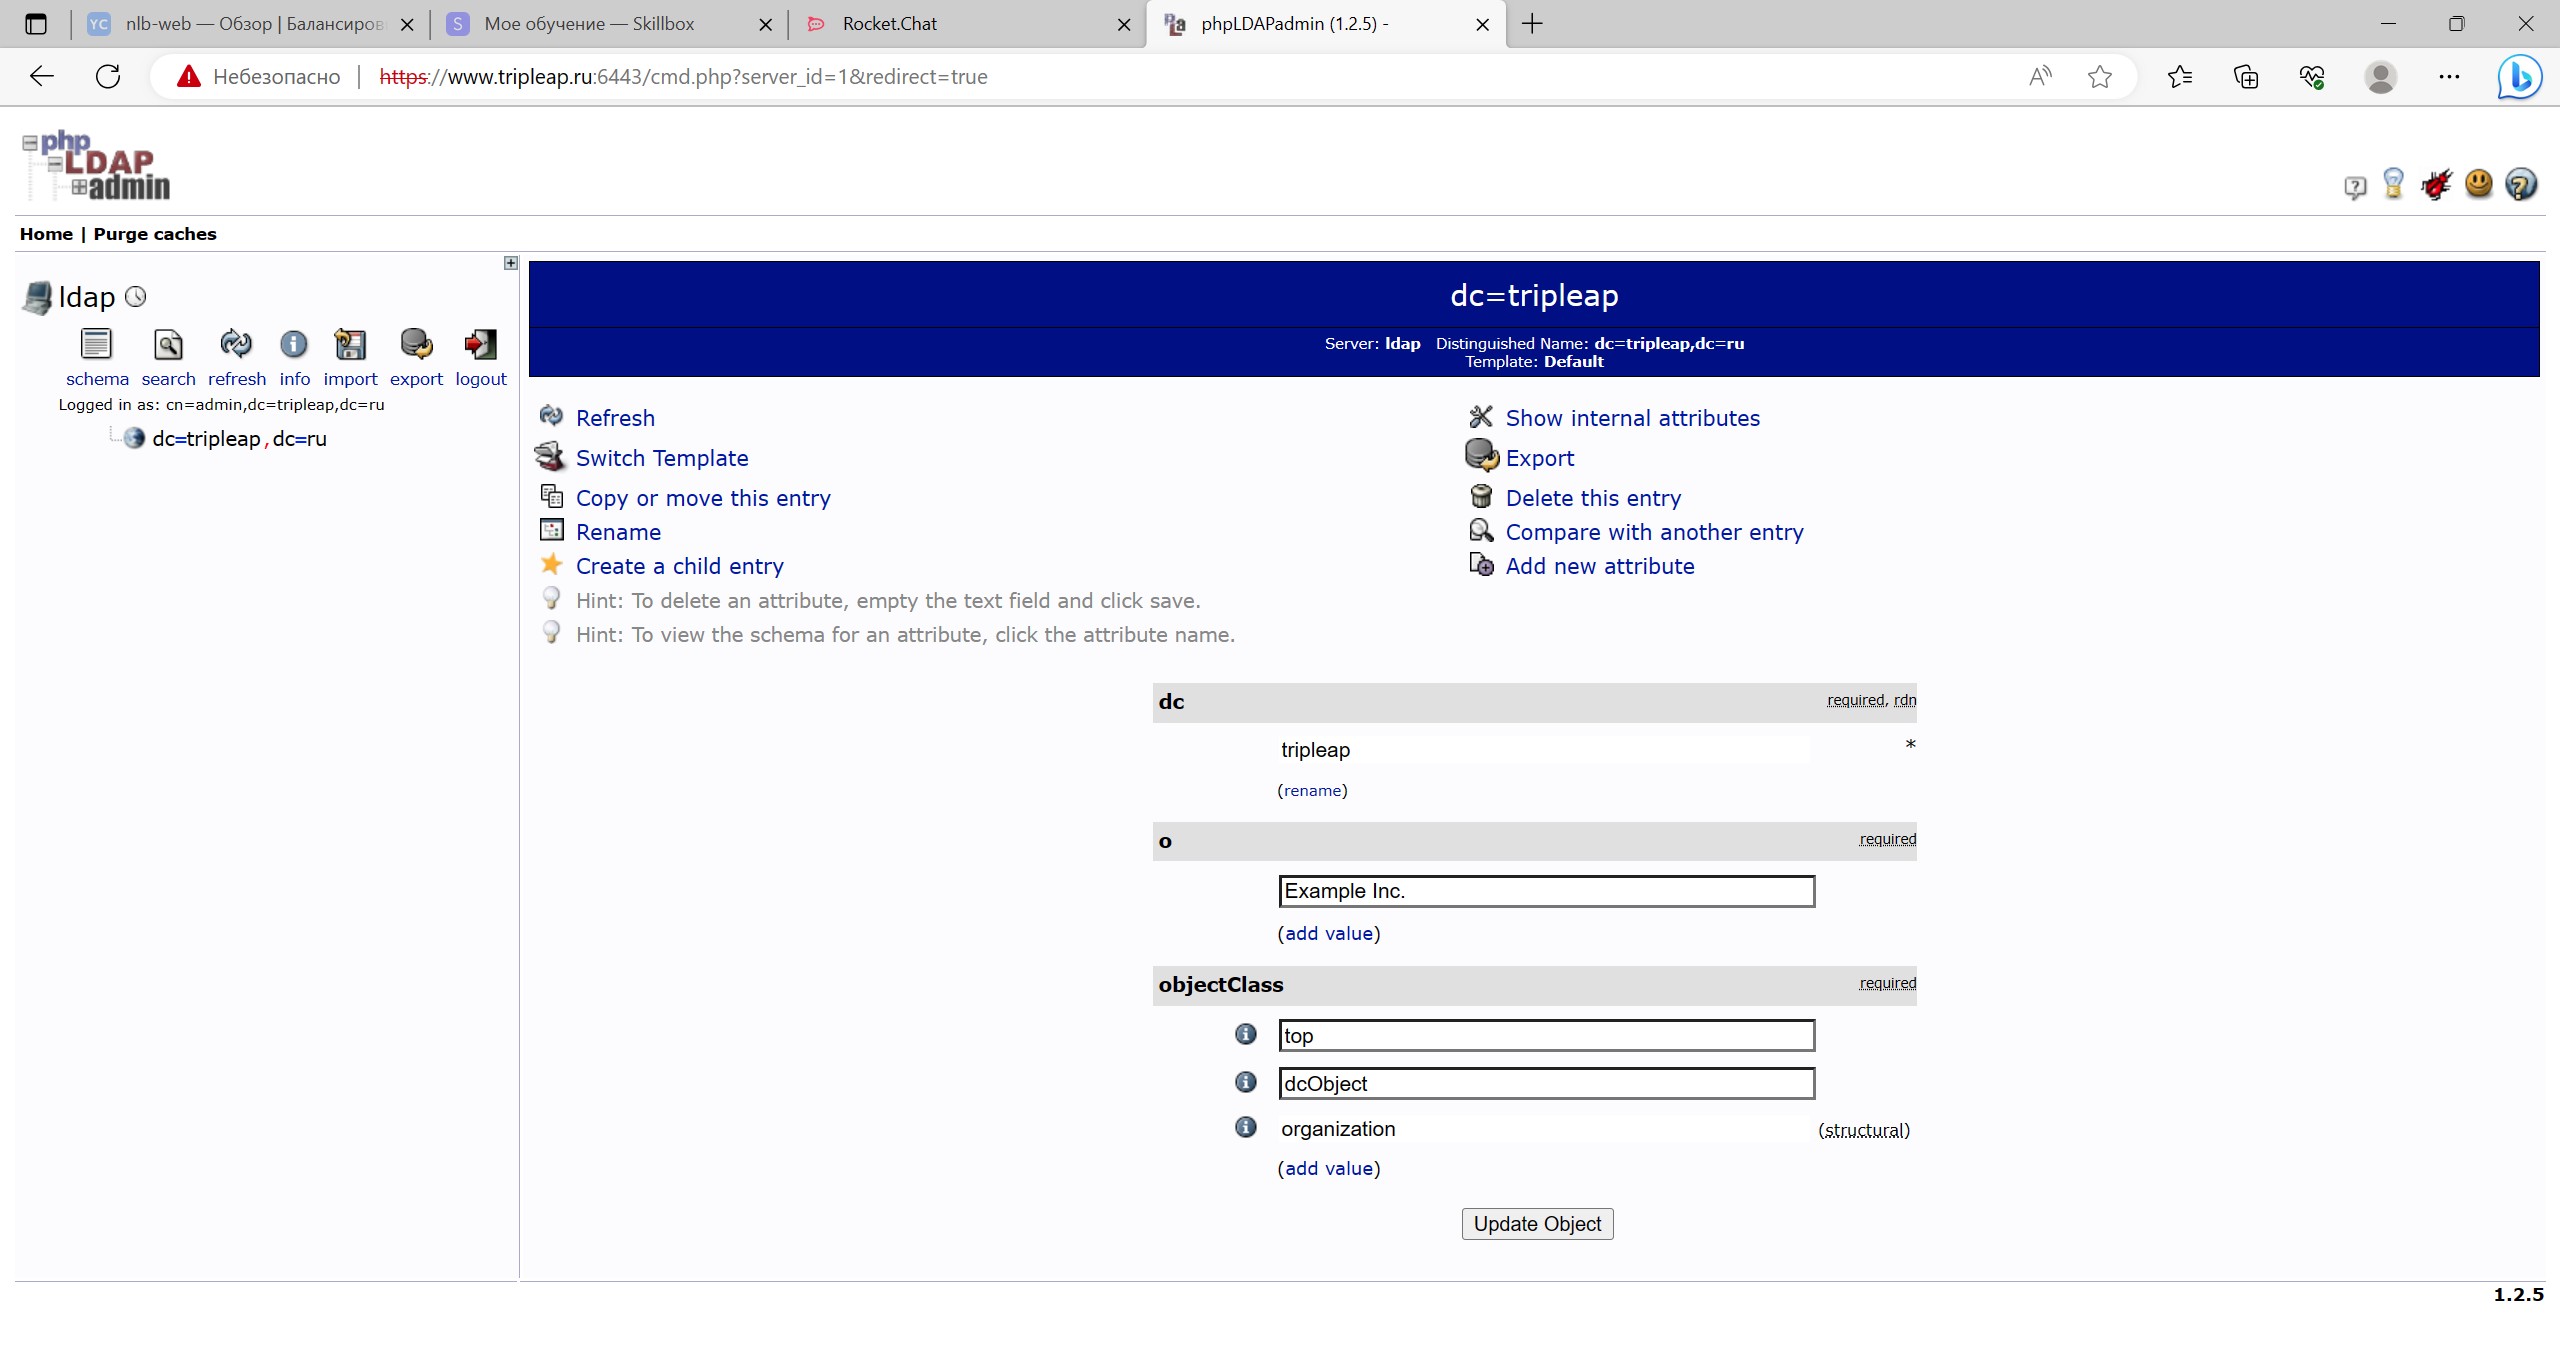 nlb-web — Обзор | Балансиров
Мое обучение — Skillbox
Rocket.Chat
phpLDAPadmin (1.2.5) -
Небезопасно
https://www.tripleap.ru:6443/cmd.php?server_id=1&redirect=true
php
LDAP
admin
Home | Purge caches
ldap
schema search refresh info import export logout
Logged in as: cn=admin,dc=tripleap,dc=ru
dc=tripleap,dc=ru
dc=tripleap
Server: ldap Distinguished Name: dc=tripleap,dc=ru
Template: Default
Refresh
Show internal attributes
Switch Template
Export
Copy or move this entry
Delete this entry
Rename
Compare with another entry
Create a child entry
Add new attribute
Hint: To delete an attribute, empty the text field and click save.
Hint: To view the schema for an attribute, click the attribute name.
dc required, rdn
tripleap *
(rename)
o required
Example Inc.
(add value)
objectClass required
top
dcObject
organization (structural)
(add value)
Update Object
1.2.5